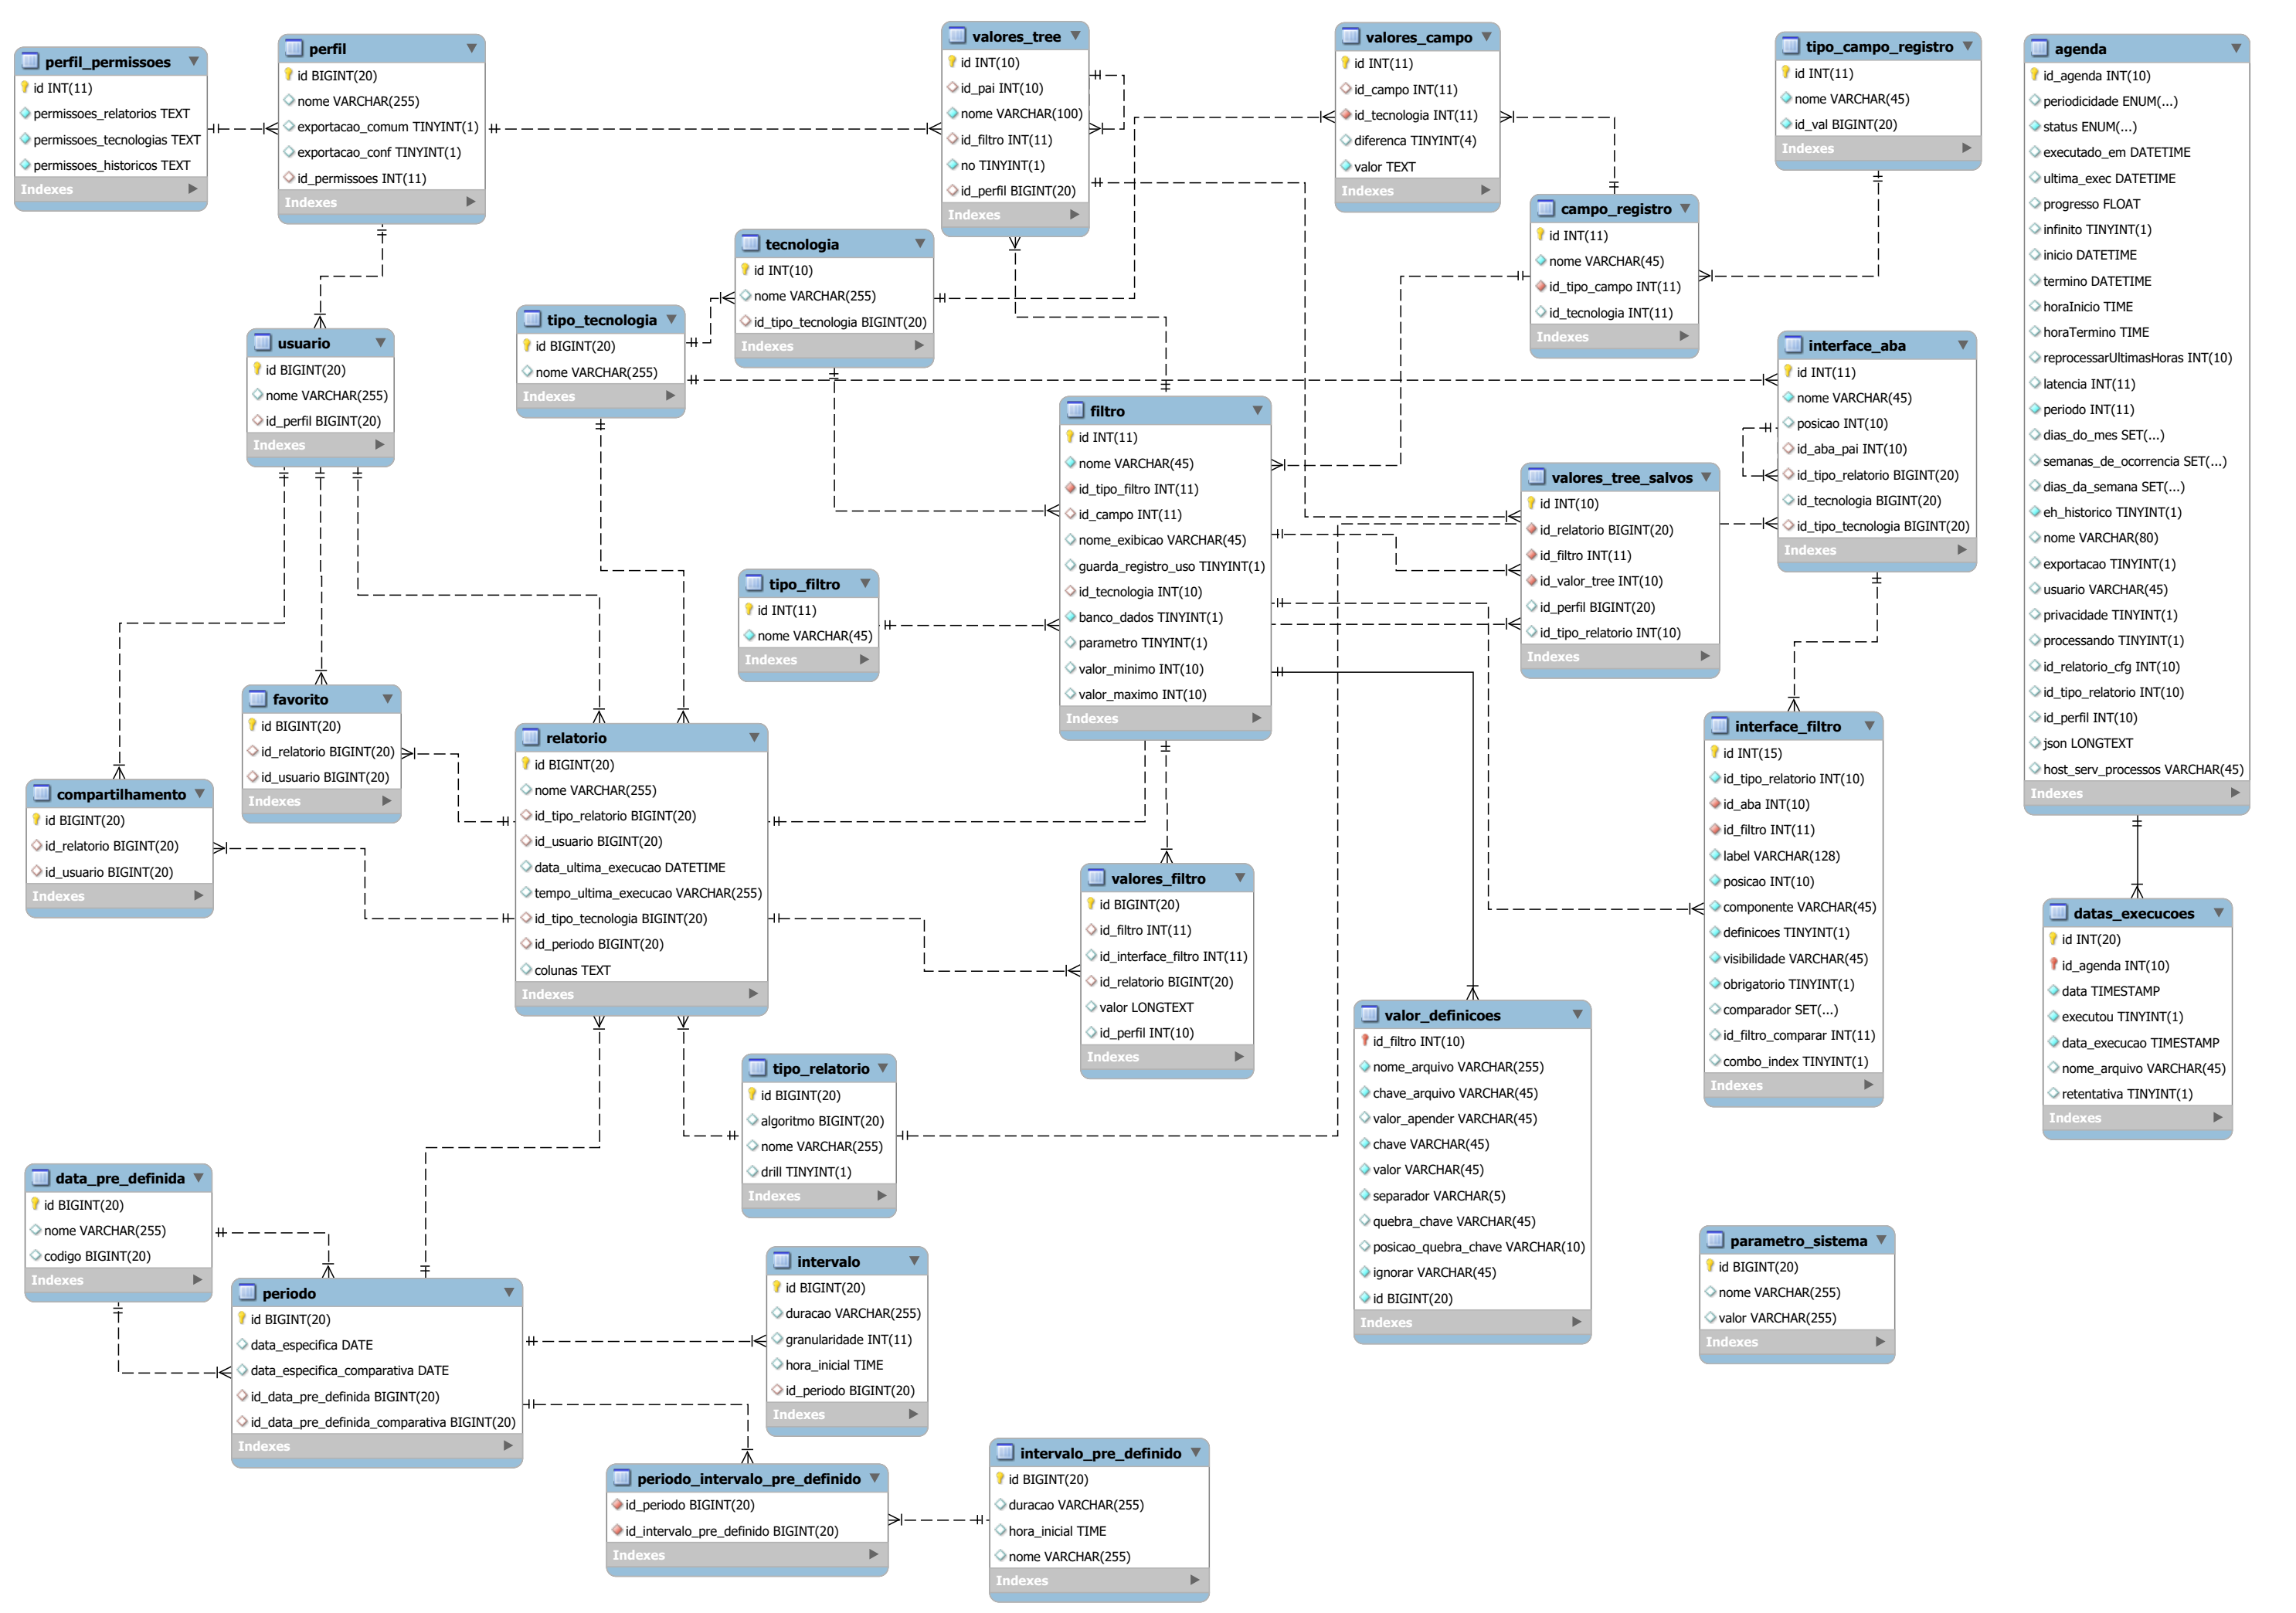 perfil_permissoes
id INT(11)
permissoes_relatorios TEXT
permissoes_tecnologias TEXT
permissoes_historicos TEXT
Indexes
perfil
id BIGINT(20)
nome VARCHAR(255)
exportacao_comum TINYINT(1)
exportacao_conf TINYINT(1)
id_permissoes INT(11)
Indexes
valores_tree
id INT(10)
id_pai INT(10)
nome VARCHAR(100)
id_filtro INT(11)
no TINYINT(1)
id_perfil BIGINT(20)
Indexes
valores_campo
id INT(11)
id_campo INT(11)
id_tecnologia INT(11)
diferenca TINYINT(4)
valor TEXT
Indexes
tipo_campo_registro
id INT(11)
nome VARCHAR(45)
id_val BIGINT(20)
Indexes
agenda
id_agenda INT(10)
periodicidade ENUM(...)
status ENUM(...)
executado_em DATETIME
ultima_exec DATETIME
progresso FLOAT
infinito TINYINT(1)
inicio DATETIME
termino DATETIME
horaInicio TIME
horaTermino TIME
reprocessarUltimasHoras INT(10)
latencia INT(11)
periodo INT(11)
dias_do_mes SET(...)
semanas_de_ocorrencia SET(...)
dias_da_semana SET(...)
eh_historico TINYINT(1)
nome VARCHAR(80)
exportacao TINYINT(1)
usuario VARCHAR(45)
privacidade TINYINT(1)
processando TINYINT(1)
id_relatorio_cfg INT(10)
id_tipo_relatorio INT(10)
id_perfil INT(10)
json LONGTEXT
host_serv_processos VARCHAR(45)
Indexes
campo_registro
id INT(11)
nome VARCHAR(45)
id_tipo_campo INT(11)
id_tecnologia INT(11)
Indexes
tecnologia
id INT(10)
nome VARCHAR(255)
id_tipo_tecnologia BIGINT(20)
Indexes
tipo_tecnologia
id BIGINT(20)
nome VARCHAR(255)
Indexes
usuario
id BIGINT(20)
nome VARCHAR(255)
id_perfil BIGINT(20)
Indexes
interface_aba
id INT(11)
nome VARCHAR(45)
posicao INT(10)
id_aba_pai INT(10)
id_tipo_relatorio BIGINT(20)
id_tecnologia BIGINT(20)
id_tipo_tecnologia BIGINT(20)
Indexes
filtro
id INT(11)
nome VARCHAR(45)
id_tipo_filtro INT(11)
id_campo INT(11)
nome_exibicao VARCHAR(45)
guarda_registro_uso TINYINT(1)
id_tecnologia INT(10)
banco_dados TINYINT(1)
parametro TINYINT(1)
valor_minimo INT(10)
valor_maximo INT(10)
Indexes
valores_tree_salvos
id INT(10)
id_relatorio BIGINT(20)
id_filtro INT(11)
id_valor_tree INT(10)
id_perfil BIGINT(20)
id_tipo_relatorio INT(10)
Indexes
tipo_filtro
id INT(11)
nome VARCHAR(45)
Indexes
favorito
id BIGINT(20)
id_relatorio BIGINT(20)
id_usuario BIGINT(20)
Indexes
compartilhamento
id BIGINT(20)
id_relatorio BIGINT(20)
id_usuario BIGINT(20)
Indexes
relatorio
id BIGINT(20)
nome VARCHAR(255)
id_tipo_relatorio BIGINT(20)
id_usuario BIGINT(20)
data_ultima_execucao DATETIME
tempo_ultima_execucao VARCHAR(255)
id_tipo_tecnologia BIGINT(20)
id_periodo BIGINT(20)
colunas TEXT
Indexes
interface_filtro
id INT(15)
id_tipo_relatorio INT(10)
id_aba INT(10)
id_filtro INT(11)
label VARCHAR(128)
posicao INT(10)
componente VARCHAR(45)
definicoes TINYINT(1)
visibilidade VARCHAR(45)
obrigatorio TINYINT(1)
comparador SET(...)
id_filtro_comparar INT(11)
combo_index TINYINT(1)
Indexes
valores_filtro
id BIGINT(20)
id_filtro INT(11)
id_interface_filtro INT(11)
id_relatorio BIGINT(20)
valor LONGTEXT
id_perfil INT(10)
Indexes
datas_execucoes
id INT(20)
id_agenda INT(10)
data TIMESTAMP
executou TINYINT(1)
data_execucao TIMESTAMP
nome_arquivo VARCHAR(45)
retentativa TINYINT(1)
Indexes
valor_definicoes
id_filtro INT(10)
nome_arquivo VARCHAR(255)
chave_arquivo VARCHAR(45)
valor_apender VARCHAR(45)
chave VARCHAR(45)
valor VARCHAR(45)
separador VARCHAR(5)
quebra_chave VARCHAR(45)
posicao_quebra_chave VARCHAR(10)
ignorar VARCHAR(45)
id BIGINT(20)
Indexes
tipo_relatorio
id BIGINT(20)
algoritmo BIGINT(20)
nome VARCHAR(255)
drill TINYINT(1)
Indexes
data_pre_definida
id BIGINT(20)
nome VARCHAR(255)
codigo BIGINT(20)
Indexes
periodo
id BIGINT(20)
data_especifica DATE
data_especifica_comparativa DATE
id_data_pre_definida BIGINT(20)
id_data_pre_definida_comparativa BIGINT(20)
Indexes
intervalo
id BIGINT(20)
duracao VARCHAR(255)
granularidade INT(11)
hora_inicial TIME
id_periodo BIGINT(20)
Indexes
parametro_sistema
id BIGINT(20)
nome VARCHAR(255)
valor VARCHAR(255)
Indexes
periodo_intervalo_pre_definido
id_periodo BIGINT(20)
id_intervalo_pre_definido BIGINT(20)
Indexes
intervalo_pre_definido
id BIGINT(20)
duracao VARCHAR(255)
hora_inicial TIME
nome VARCHAR(255)
Indexes